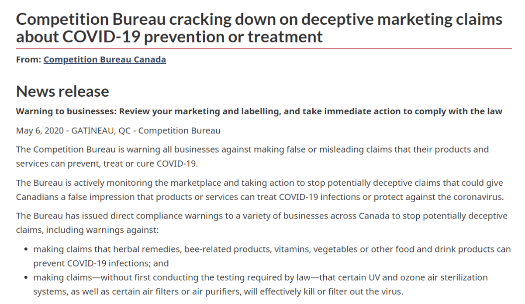 Competition Bureau cracking down on deceptive marketing claims
about COVID-19 prevention or treatment
From: Competition Bureau Canada
News release
Warning to businesses: Review your marketing and labelling, and take immediate action to comply with the law
May 6, 2020 - GATINEAU, QC - Competition Bureau
The Competition Bureau is warning all businesses against making false or misleading claims that their products and
services can prevent, treat or cure COVID-19.
The Bureau is actively monitoring the marketplace and taking action to stop potentially deceptive claims that could give
Canadians a false impression that products or services can treat COVID-19 infections or protect against the coronavirus.
The Bureau has issued direct compliance warnings to a variety of businesses across Canada to stop potentially deceptive
claims, including warnings against:
• making claims that herbal remedies, bee-related products, vitamins, vegetables or other food and drink products can
prevent COVID-19 infections; and
• making claims—without first conducting the testing required by law—that certain UV and ozone air sterilization
systems, as well as certain air filters or air purifiers, will effectively kill or filter out the virus.